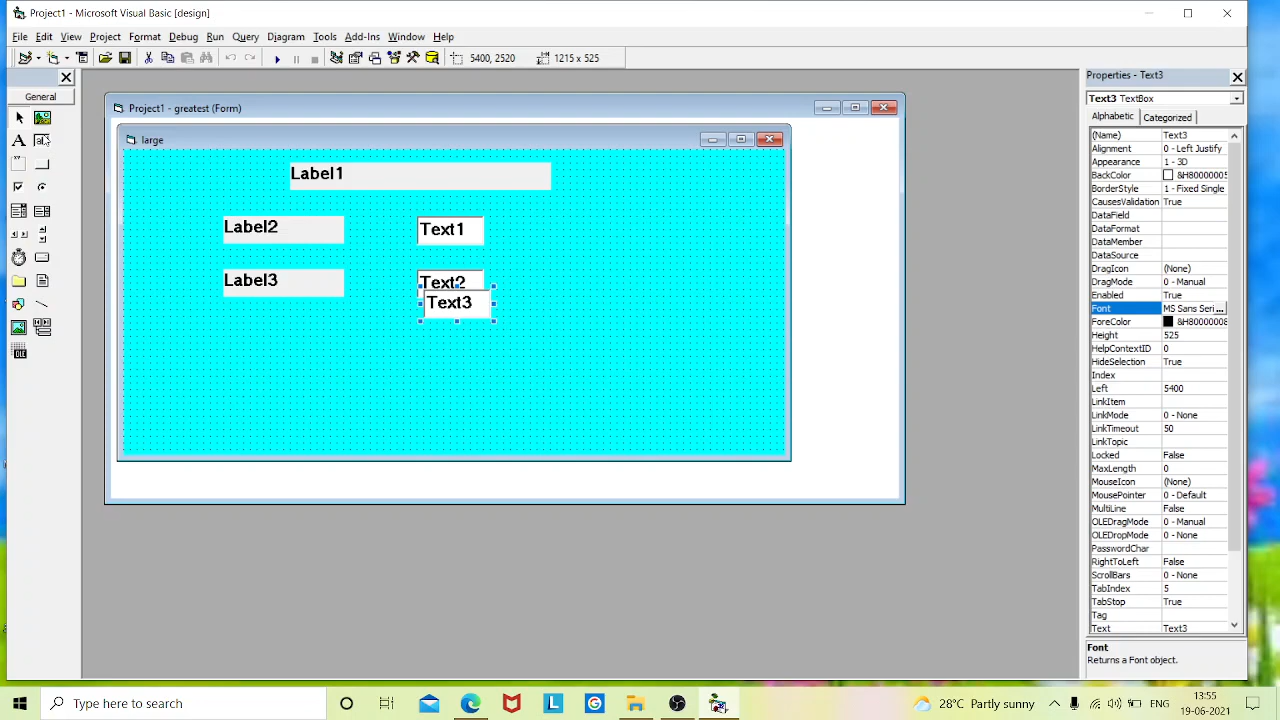 Project1 - Microsoft Visual Basic [design]
File Edit View Project Format Debug Run Query Diagram Tools Add-Ins Window Help
5400, 2520 1215 x 525
General
Project1 - greatest (Form)
large
Label1
Label2 Text1
Label3 Text2
Text3
Properties - Text3
Text3 TextBox
Alphabetic Categorized
(Name) Text3
Alignment 0 - Left Justify
Appearance 1 - 3D
BackColor &H80000005
BorderStyle 1 - Fixed Single
CausesValidation True
DataField
DataFormat
DataMember
DataSource
DragIcon (None)
DragMode 0 - Manual
Enabled True
Font MS Sans Seri ...
ForeColor &H80000008
Height 525
HelpContextID 0
HideSelection True
Index
Left 5400
LinkItem
LinkMode 0 - None
LinkTimeout 50
LinkTopic
Locked False
MaxLength 0
MouseIcon (None)
MousePointer 0 - Default
MultiLine False
OLEDragMode 0 - Manual
OLEDropMode 0 - None
PasswordChar
RightToLeft False
ScrollBars 0 - None
TabIndex 5
TabStop True
Tag
Text Text3
Font
Returns a Font object.
Type here to search
28°C Partly sunny
13:55
19-06-2021